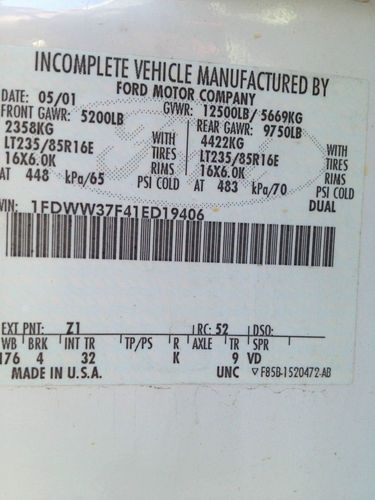 INCOMPLETE VEHICLE MANUFACTURED BY
FORD MOTOR COMPANY
DATE: 05/01 GVWR: 12500LB/ 5669KG
FRONT GAWR: 5200LB REAR GAWR: 9750LB
2358KG WITH 4422KG WITH
LT235/85R16E TIRES LT235/85R16E TIRES
16X6.0K RIMS 16X6.0K RIMS
AT 448 kPa/65 PSI COLD AT 483 kPa/70 PSI COLD
DUAL
VIN: 1FDWW37F41ED19406
EXT PNT: Z1 RC: 52 DSO:
WB BRK INT TR TP/PS R AXLE TR SPR
176 4 32 K 9 VD
MADE IN U.S.A. UNC ▽ F85B-1520472-AB